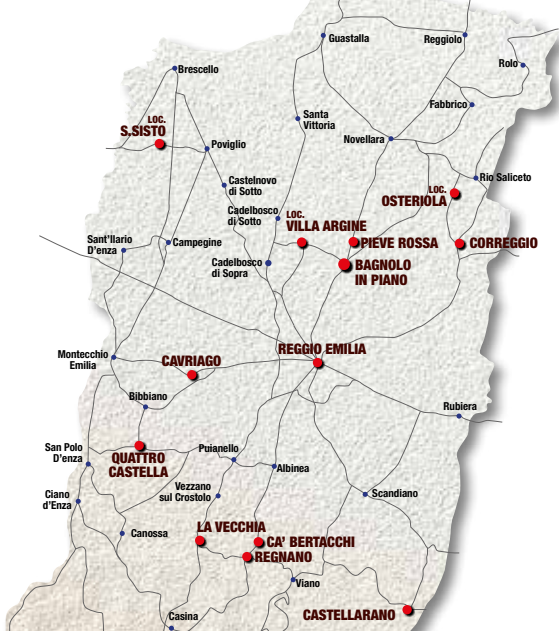 Guastalla
Reggiolo
Rolo
Brescello
Fabbrico
LOC.
S.SISTO
Santa
Vittoria
Novellara
Poviglio
Castelnovo
di Sotto
Rio Saliceto
LOC.
OSTERIOLA
Cadelbosco
di Sotto
LOC.
VILLA ARGINE
Sant'Ilario
D'enza
Campegine
PIEVE ROSSA
CORREGGIO
Cadelbosco
di Sopra
BAGNOLO
IN PIANO
Montecchio
Emilia
CAVRIAGO
REGGIO EMILIA
Bibbiano
Rubiera
San Polo
D'enza
QUATTRO
CASTELLA
Puianello
Albinea
Ciano
d'Enza
Vezzano
sul Crostolo
Scandiano
Canossa
LA VECCHIA
CA' BERTACCHI
REGNANO
Viano
Casina
CASTELLARANO